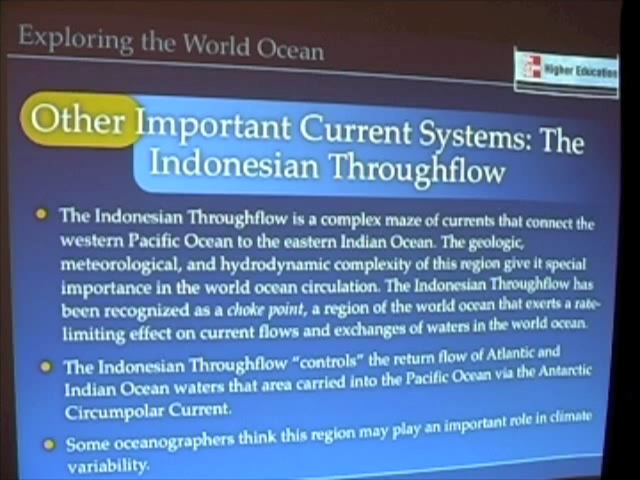 Exploring the World Ocean
Higher Education
Other Important Current Systems: The
Indonesian Throughflow
The Indonesian Throughflow is a complex maze of currents that connect the
western Pacific Ocean to the eastern Indian Ocean. The geologic,
meteorological, and hydrodynamic complexity of this region give it special
importance in the world ocean circulation. The Indonesian Throughflow has
been recognized as a choke point, a region of the world ocean that exerts a rate-
limiting effect on current flows and exchanges of waters in the world ocean.
The Indonesian Throughflow "controls" the return flow of Atlantic and
Indian Ocean waters that area carried into the Pacific Ocean via the Antarctic
Circumpolar Current.
Some oceanographers think this region may play an important role in climate
variability.